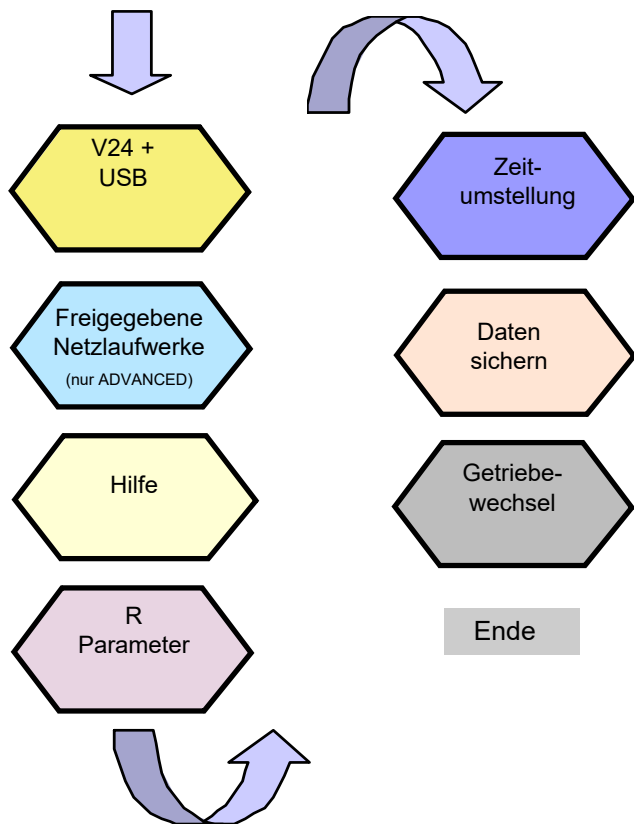 V24 +
USB
Freigegebene
Netzlaufwerke
(nur ADVANCED)
Hilfe
R
Parameter
Zeit-
umstellung
Daten
sichern
Getriebe-
wechsel
Ende